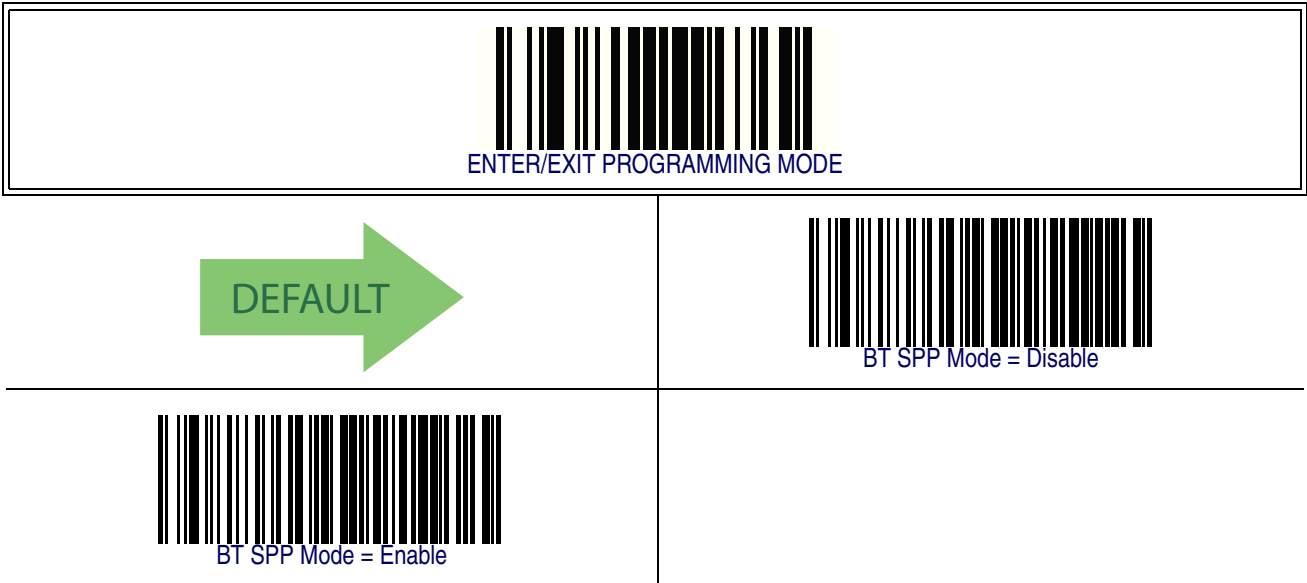 ENTER/EXIT PROGRAMMING MODE
DEFAULT
BT SPP Mode = Disable
BT SPP Mode = Enable